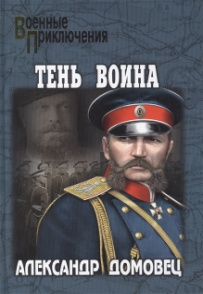 Военные
Приключения
ТЕНЬ ВОИНА
АЛЕКСАНДР ДОМОВЕЦ